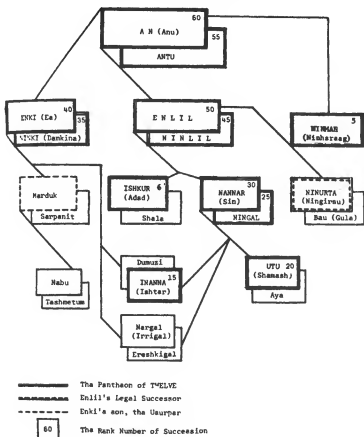 60
A N (Anu)
55
ANTU
40
ENKI (Ea)
35
NINKI (Damkina)
50
E N L I L
45
N I N L I L
5
NINMAH
(Ninharsag)
Marduk
Sarpanit
ISHKUR 6
(Adad)
Shala
30
NANNAR
(Sin)
25
NINGAL
NINURTA
(Ningirsu)
Bau (Gula)
Nabu
Tashmetum
Dumuzi
15
INANNA
(Ishtar)
UTU 20
(Shamash)
Aya
Nergal
(Irrigal)
Ereshkigal
The Pantheon of TWELVE
Enlil's Legal Successor
Enki's son, the Usurper
60 The Rank Number of Succession